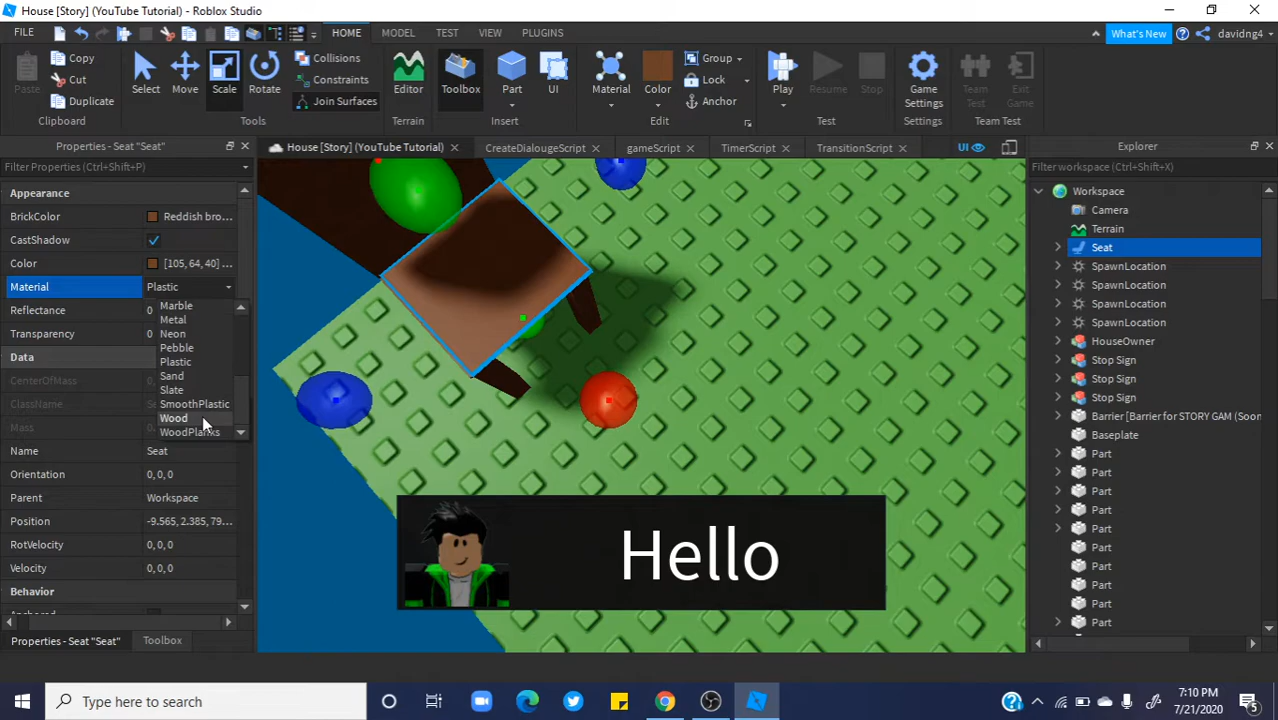 House [Story] (YouTube Tutorial) - Roblox Studio
FILE HOME MODEL TEST VIEW PLUGINS What's New davidng4
Paste Copy Cut Duplicate Select Move Scale Rotate Collisions Constraints Join Surfaces Editor Toolbox Part UI Material Color Group Lock Anchor Play Resume Stop Game Settings Team Test Exit Game
Clipboard Tools Terrain Insert Edit Test Settings Team Test
Properties - Seat "Seat"
Filter Properties (Ctrl+Shift+P)
Appearance
BrickColor Reddish bro...
CastShadow
Color [105, 64, 40] ...
Material Plastic
Reflectance 0
Transparency 0
Data
CenterOfMass
ClassName
Mass
Marble
Metal
Neon
Pebble
Plastic
Sand
Slate
SmoothPlastic
Wood
WoodPlanks
Name Seat
Orientation 0, 0, 0
Parent Workspace
Position -9.565, 2.385, 79...
RotVelocity 0, 0, 0
Velocity 0, 0, 0
Behavior
Properties - Seat "Seat" Toolbox
House [Story] (YouTube Tutorial) CreateDialougeScript gameScript TimerScript TransitionScript UI
Hello
Explorer
Filter workspace (Ctrl+Shift+X)
Workspace
Camera
Terrain
Seat
SpawnLocation
SpawnLocation
SpawnLocation
SpawnLocation
HouseOwner
Stop Sign
Stop Sign
Stop Sign
Barrier [Barrier for STORY GAM (Soon
Baseplate
Part
Part
Part
Part
Part
Part
Part
Part
Part
Part
Type here to search
7:10 PM
7/21/2020
5